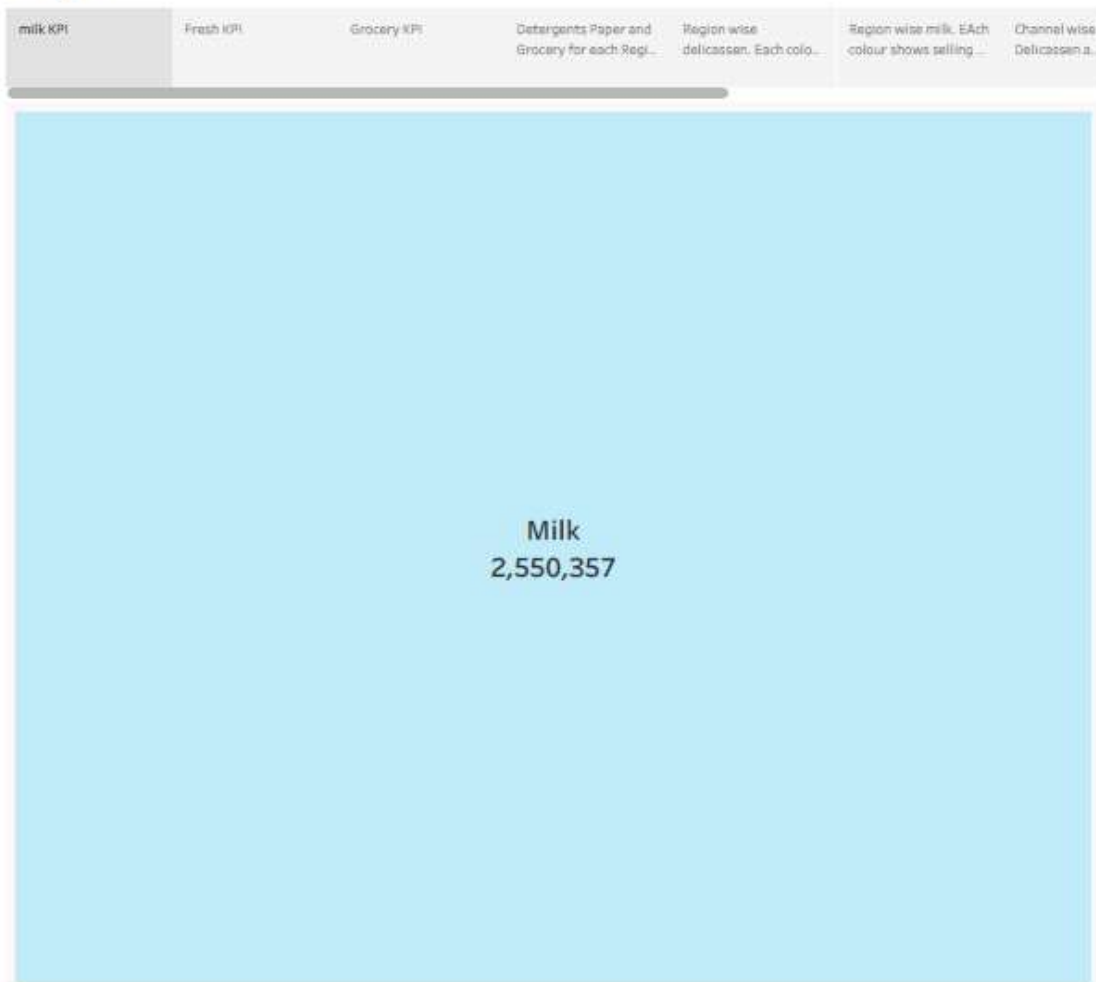 milk KPI
Fresh KPI
Grocery KPI
Detergents Paper and
Grocery for each Regi...
Region wise
delicassen. Each colo...
Region wise milk. EAch
colour shows selling ...
Channel wise
Delicassen a...
Milk
2,550,357